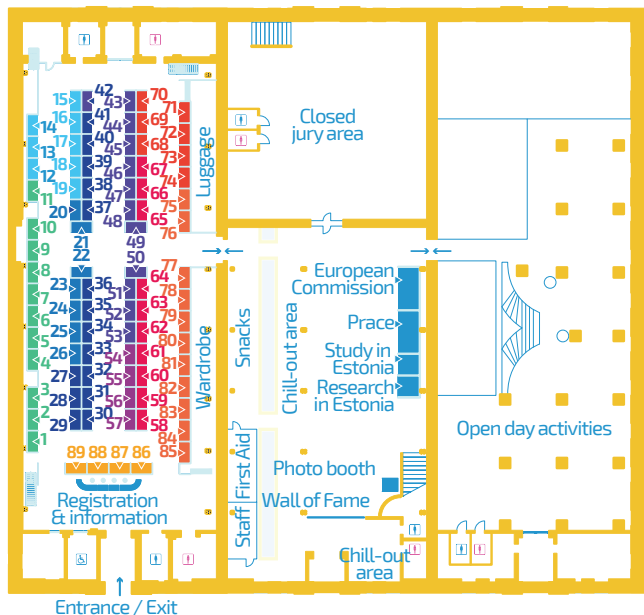 Closed
jury area
Luggage
42
15 43 70
71
16 41 44 69
14 72
17 40 45 68
13 73
18 39 46 67
12 74
19 38 47 66
11 75
20 37 48 65
76
10
21 49
9 22 50
8 77
23 36 51 64
7 78
24 35 52 63
6 79
25 34 53 62
5 80
26 33 54 61
4 81
27 32 55 60
3 82
28 31 56 59
2 83
29 30 57 58
1 84
85
89 88 87 86
Wardrobe
Snacks
Chill-out area
European
Commission
Prace
Study in
Estonia
Research
in Estonia
Open day activities
Registration
& information
Staff
First Aid
Photo booth
Wall of Fame
Chill-out
area
Entrance / Exit